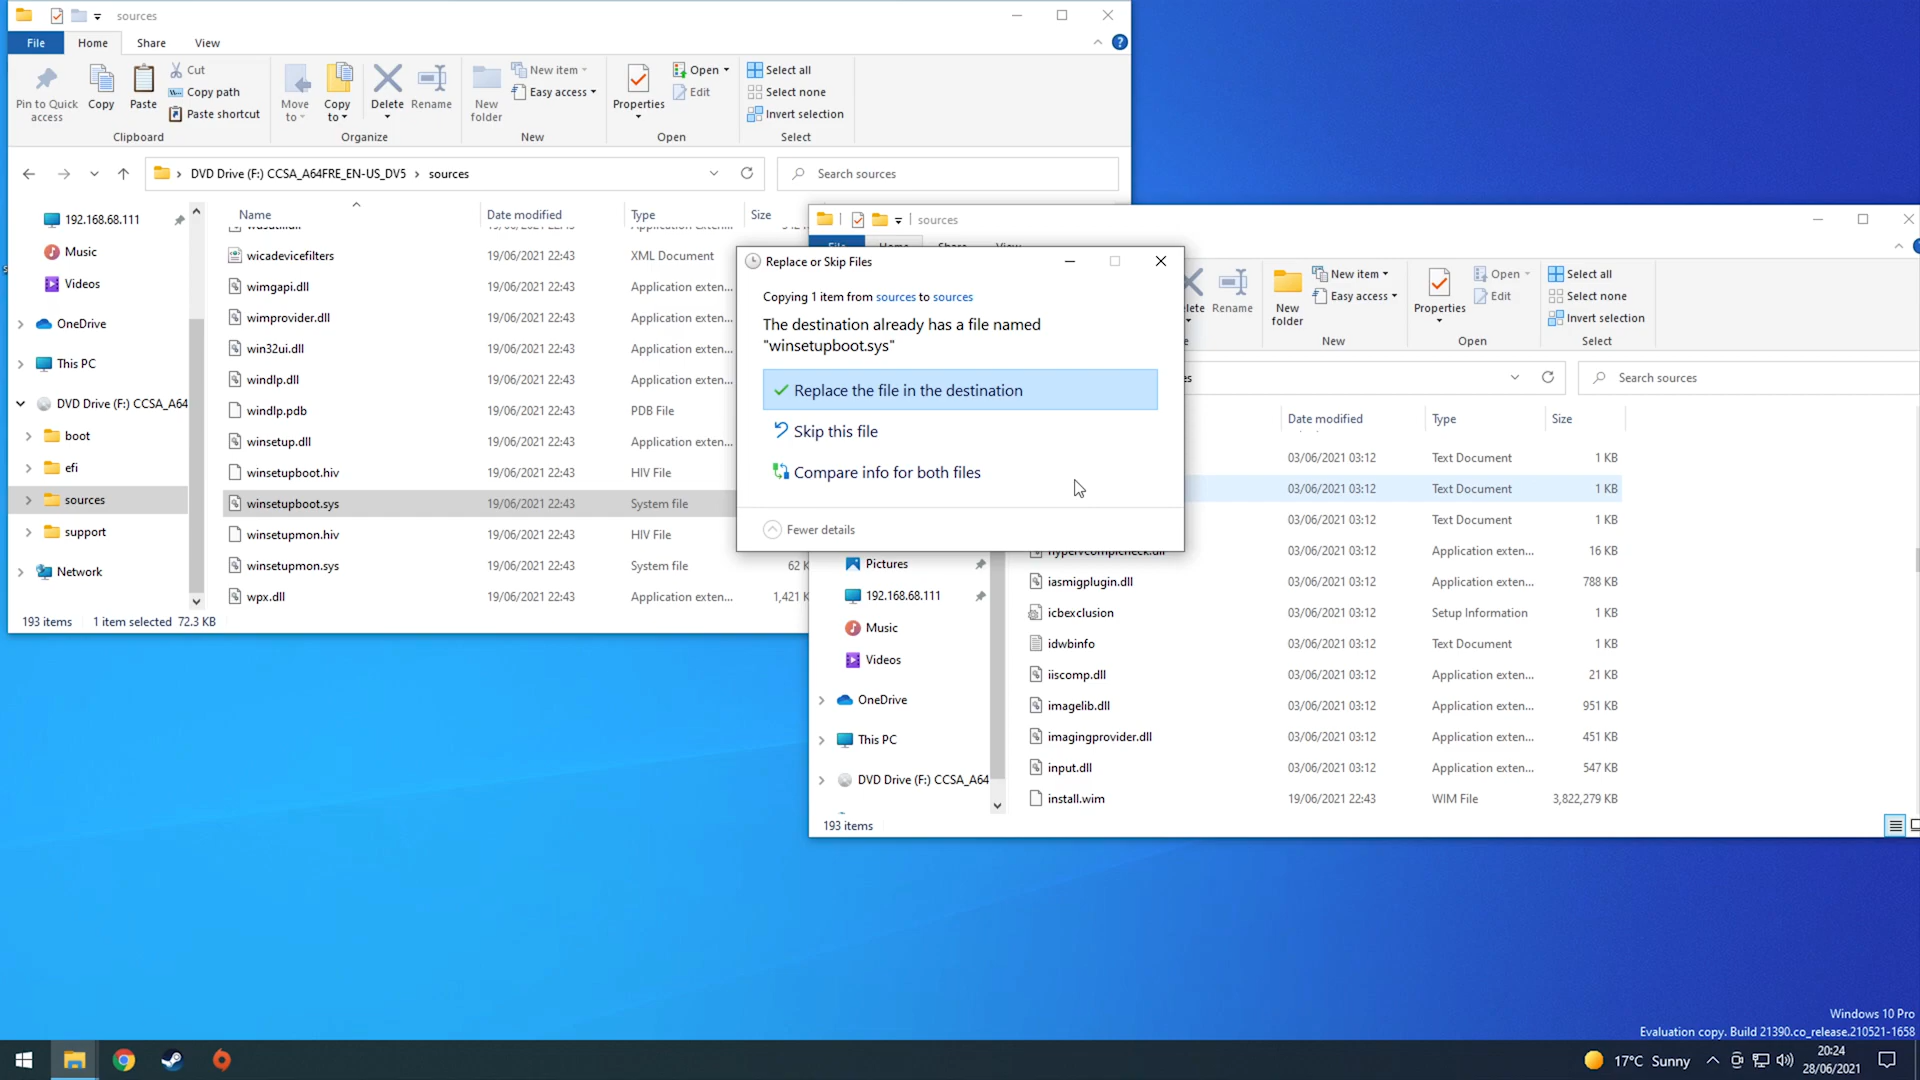 sources
File
Home
Share
View
Pin to Quick access
Copy
Paste
Cut
Copy path
Paste shortcut
Clipboard
Move to
Copy to
Delete
Rename
Organize
New folder
New item
Easy access
New
Properties
Open
Edit
Open
Select all
Select none
Invert selection
Select
DVD Drive (F:) CCSA_A64FRE_EN-US_DV5 › sources
Search sources
192.168.68.111
Music
Videos
OneDrive
This PC
DVD Drive (F:) CCSA_A64
boot
efi
sources
support
Network
Name Date modified Type Size
wicadevicefilters 19/06/2021 22:43 XML Document
wimgapi.dll 19/06/2021 22:43 Application exten...
wimprovider.dll 19/06/2021 22:43 Application exten...
win32ui.dll 19/06/2021 22:43 Application exten...
windlp.dll 19/06/2021 22:43 Application exten...
windlp.pdb 19/06/2021 22:43 PDB File
winsetup.dll 19/06/2021 22:43 Application exten...
winsetupboot.hiv 19/06/2021 22:43 HIV File
winsetupboot.sys 19/06/2021 22:43 System file
winsetupmon.hiv 19/06/2021 22:43 HIV File
winsetupmon.sys 19/06/2021 22:43 System file 62 K
wpx.dll 19/06/2021 22:43 Application exten... 1,421 K
193 items 1 item selected 72.3 KB
Replace or Skip Files
Copying 1 item from sources to sources
The destination already has a file named
"winsetupboot.sys"
Replace the file in the destination
Skip this file
Compare info for both files
Fewer details
sources
Rename
New folder
New item
Easy access
New
Properties
Open
Edit
Open
Select all
Select none
Invert selection
Select
Search sources
Date modified Type Size
03/06/2021 03:12 Text Document 1 KB
03/06/2021 03:12 Text Document 1 KB
03/06/2021 03:12 Text Document 1 KB
03/06/2021 03:12 Application exten... 16 KB
iasmigplugin.dll 03/06/2021 03:12 Application exten... 788 KB
icbexclusion 03/06/2021 03:12 Setup Information 1 KB
idwbinfo 03/06/2021 03:12 Text Document 1 KB
iiscomp.dll 03/06/2021 03:12 Application exten... 21 KB
imagelib.dll 03/06/2021 03:12 Application exten... 951 KB
imagingprovider.dll 03/06/2021 03:12 Application exten... 451 KB
input.dll 03/06/2021 03:12 Application exten... 547 KB
install.wim 19/06/2021 22:43 WIM File 3,822,279 KB
Pictures
192.168.68.111
Music
Videos
OneDrive
This PC
DVD Drive (F:) CCSA_A64
193 items
Windows 10 Pro
Evaluation copy. Build 21390.co_release.210521-1658
17°C Sunny
20:24
28/06/2021